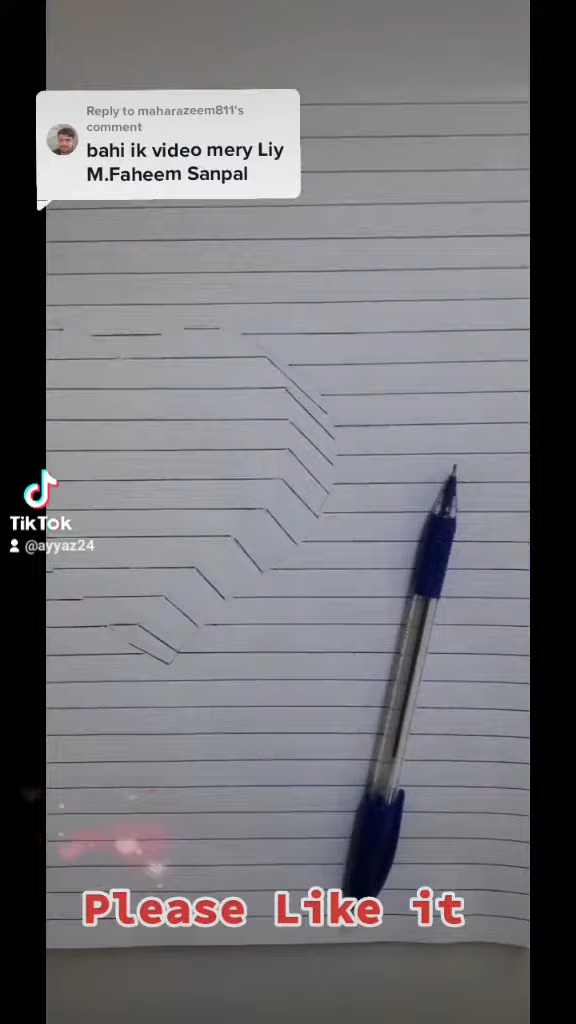 Reply to maharazeem811's
comment
bahi ik video mery Liy
M.Faheem Sanpal
TikTok
@ayyaz24
Please Like it